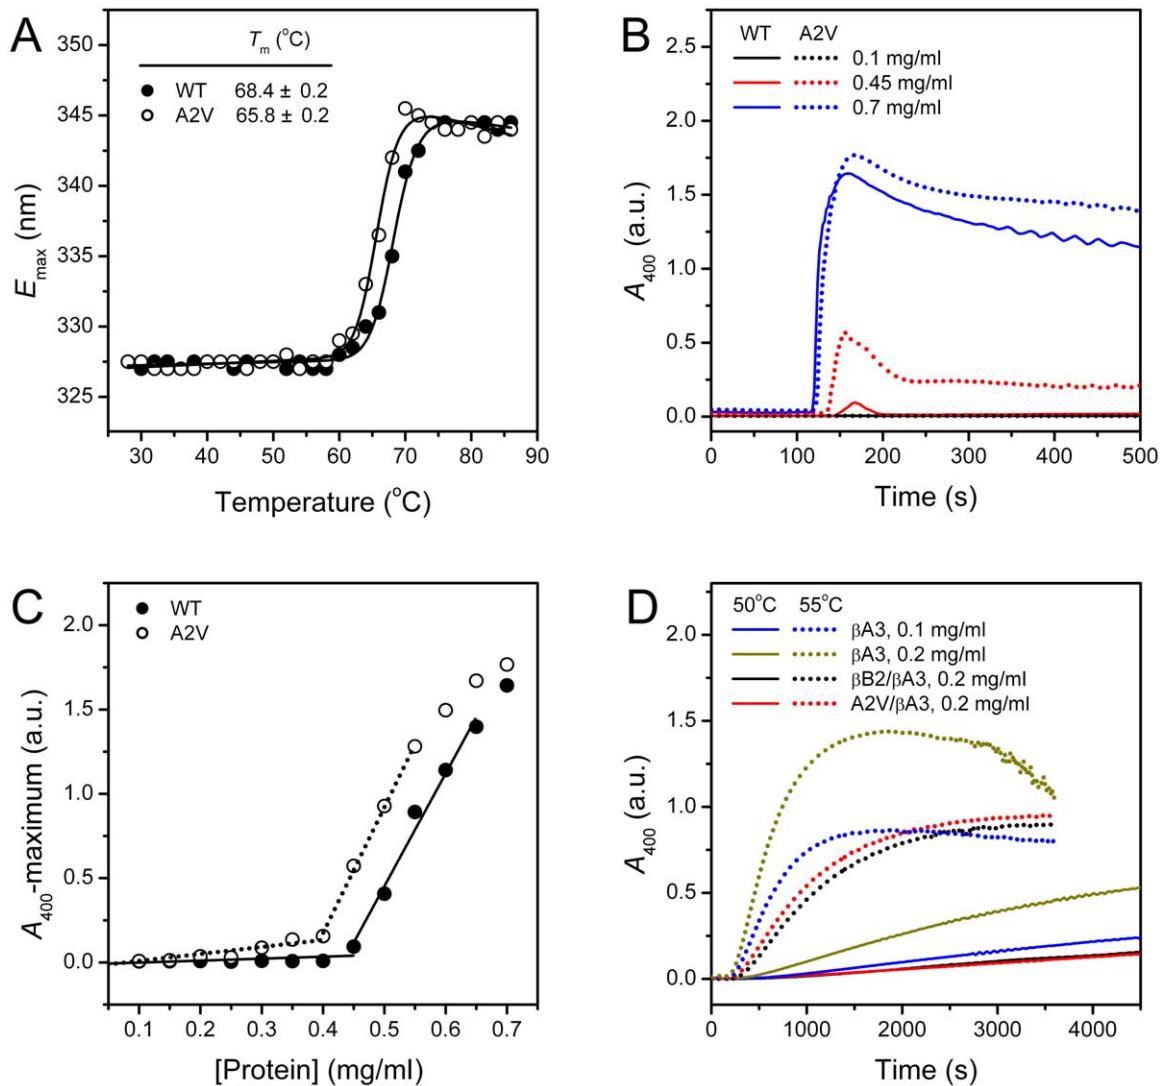 A
T_m (°C)
WT 68.4 ± 0.2
A2V 65.8 ± 0.2
350
345
340
335
330
325
E_max (nm)
30 40 50 60 70 80 90
Temperature (°C)
B
WT A2V
0.1 mg/ml
0.45 mg/ml
0.7 mg/ml
2.5
2.0
1.5
1.0
0.5
0.0
A_400 (a.u.)
0 100 200 300 400 500
Time (s)
C
WT
A2V
2.0
1.5
1.0
0.5
0.0
A_400-maximum (a.u.)
0.1 0.2 0.3 0.4 0.5 0.6 0.7
[Protein] (mg/ml)
D
50°C 55°C
βA3, 0.1 mg/ml
βA3, 0.2 mg/ml
βB2/βA3, 0.2 mg/ml
A2V/βA3, 0.2 mg/ml
2.0
1.5
1.0
0.5
0.0
A_400 (a.u.)
0 1000 2000 3000 4000
Time (s)